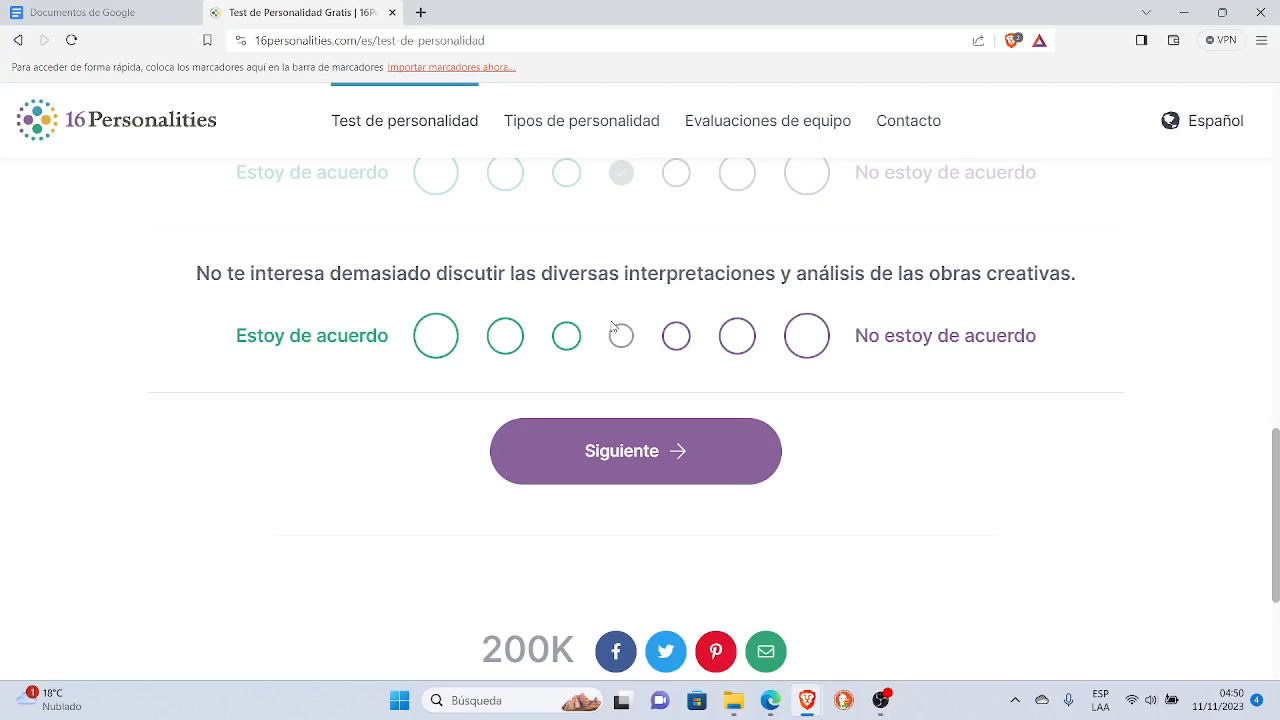 Documentos de Google
Test de Personalidad Gratis | 16P
16personalities.com/es/test-de-personalidad
2
VPN
Para acceder de forma rápida, coloca los marcadores aquí en la barra de marcadores Importar marcadores ahora...
16Personalities
Test de personalidad
Tipos de personalidad
Evaluaciones de equipo
Contacto
Español
Estoy de acuerdo
No estoy de acuerdo
No te interesa demasiado discutir las diversas interpretaciones y análisis de las obras creativas.
Estoy de acuerdo
No estoy de acuerdo
Siguiente
200K
1
18°C
Nublado
Búsqueda
ESP
LAA
04:50
11/11/2023
4